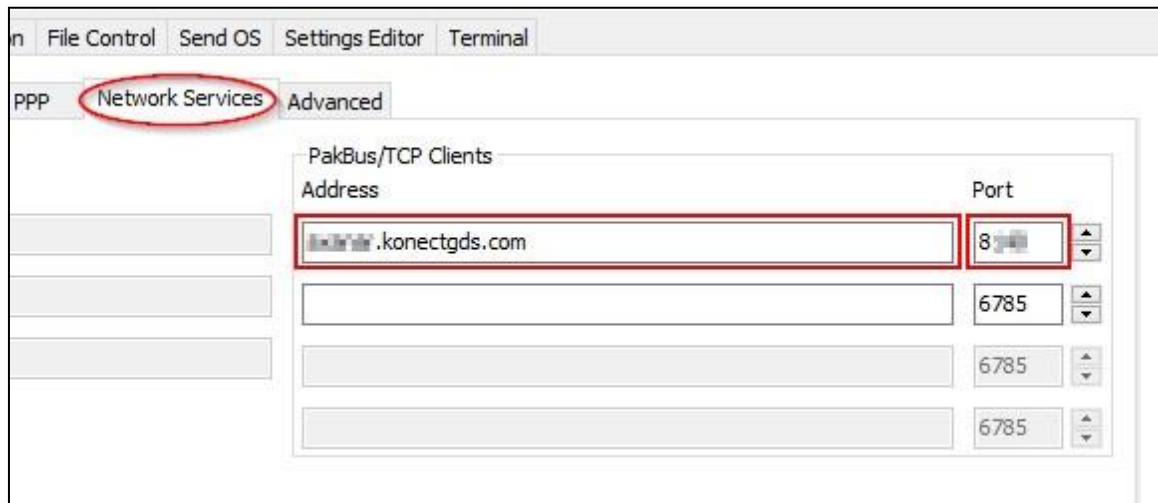 File Control Send OS Settings Editor Terminal
PPP Network Services Advanced
PakBus/TCP Clients
Address Port
.konectgds.com
6785
6785
6785